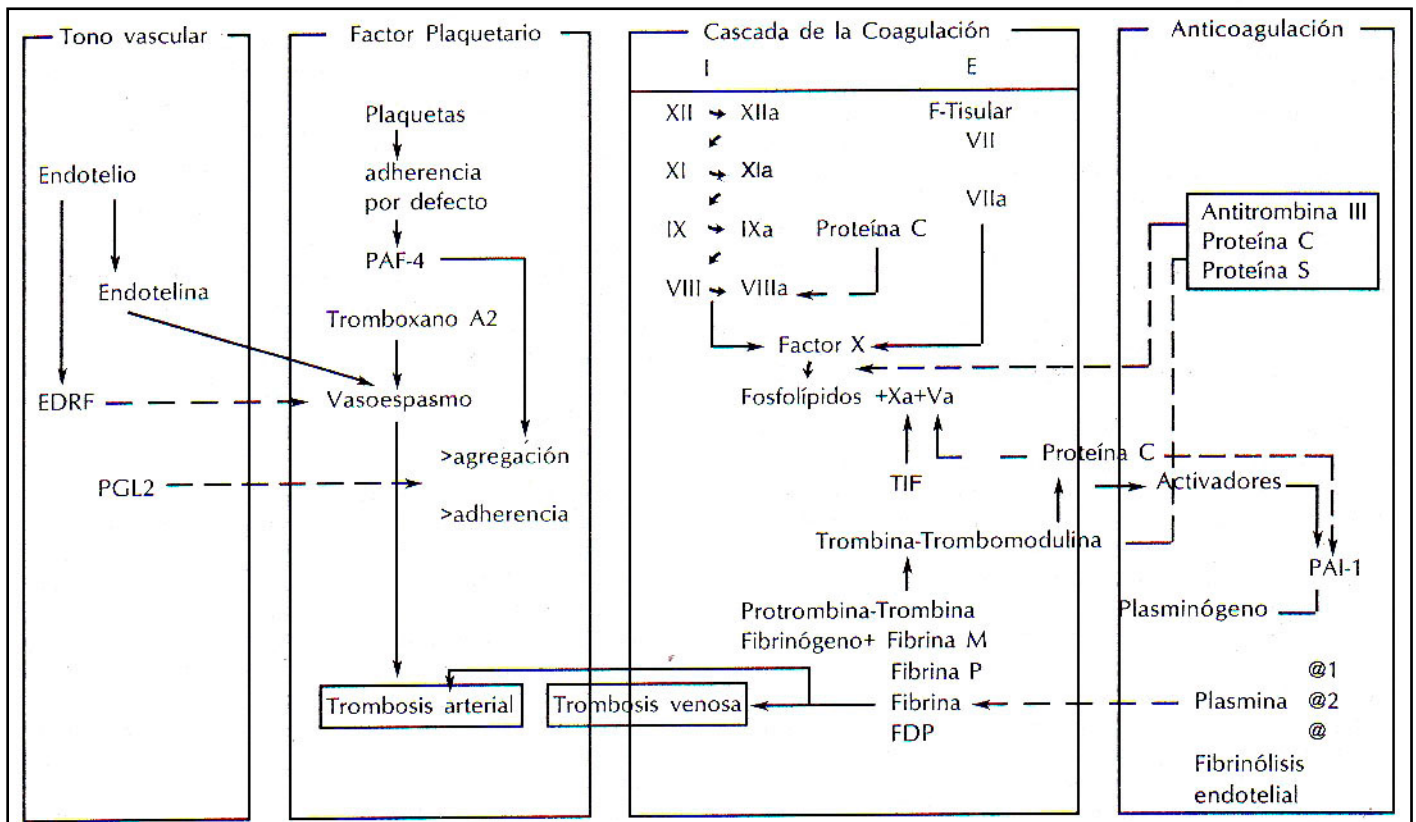 Tono vascular
Endotelio
Endotelina
EDRF
PGL2
Factor Plaquetario
Plaquetas
adherencia
por defecto
PAF-4
Tromboxano A2
Vasoespasmo
>agregación
>adherencia
Trombosis arterial
Cascada de la Coagulación
I E
XII XIIa F-Tisular
VII
XI XIa
VIIa
IX IXa Proteína C
VIII VIIIa
Factor X
Fosfolípidos +Xa+Va
Proteína C
TIF
Trombina-Trombomodulina
Protrombina-Trombina
Fibrinógeno+ Fibrina M
Fibrina P
Trombosis venosa Fibrina
FDP
Anticoagulación
Antitrombina III
Proteína C
Proteína S
Activadores
PAI-1
Plasminógeno
@1
Plasmina @2
@
Fibrinólisis
endotelial